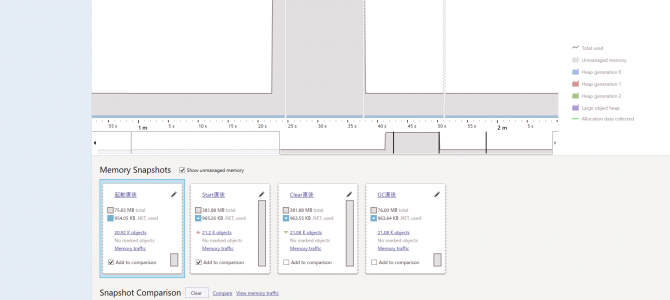 Total used
Unmanaged memory
Heap generation 0
Heap generation 1
Heap generation 2
Large object heap
Allocation data collected
55 s 1 m 5 s 10 s 15 s 20 s 25 s 30 s 35 s 40 s 45 s 50 s 55 s 2 m 5 s
Memory Snapshots Show unmanaged memory
起動直後
75.83 MB total
954.05 KB .NET, used
20.92 K objects
No marked objects
Memory traffic
Add to comparison
Start直後
381.88 MB total
965.20 KB .NET, used
21.2 K objects
No marked objects
Memory traffic
Add to comparison
Clear直後
381.88 MB total
963.55 KB .NET, used
21.08 K objects
No marked objects
Memory traffic
Add to comparison
GC直後
76.00 MB total
963.64 KB .NET, used
21.08 K objects
No marked objects
Memory traffic
Add to comparison
Snapshot Comparison Clear Compare View memory traffic